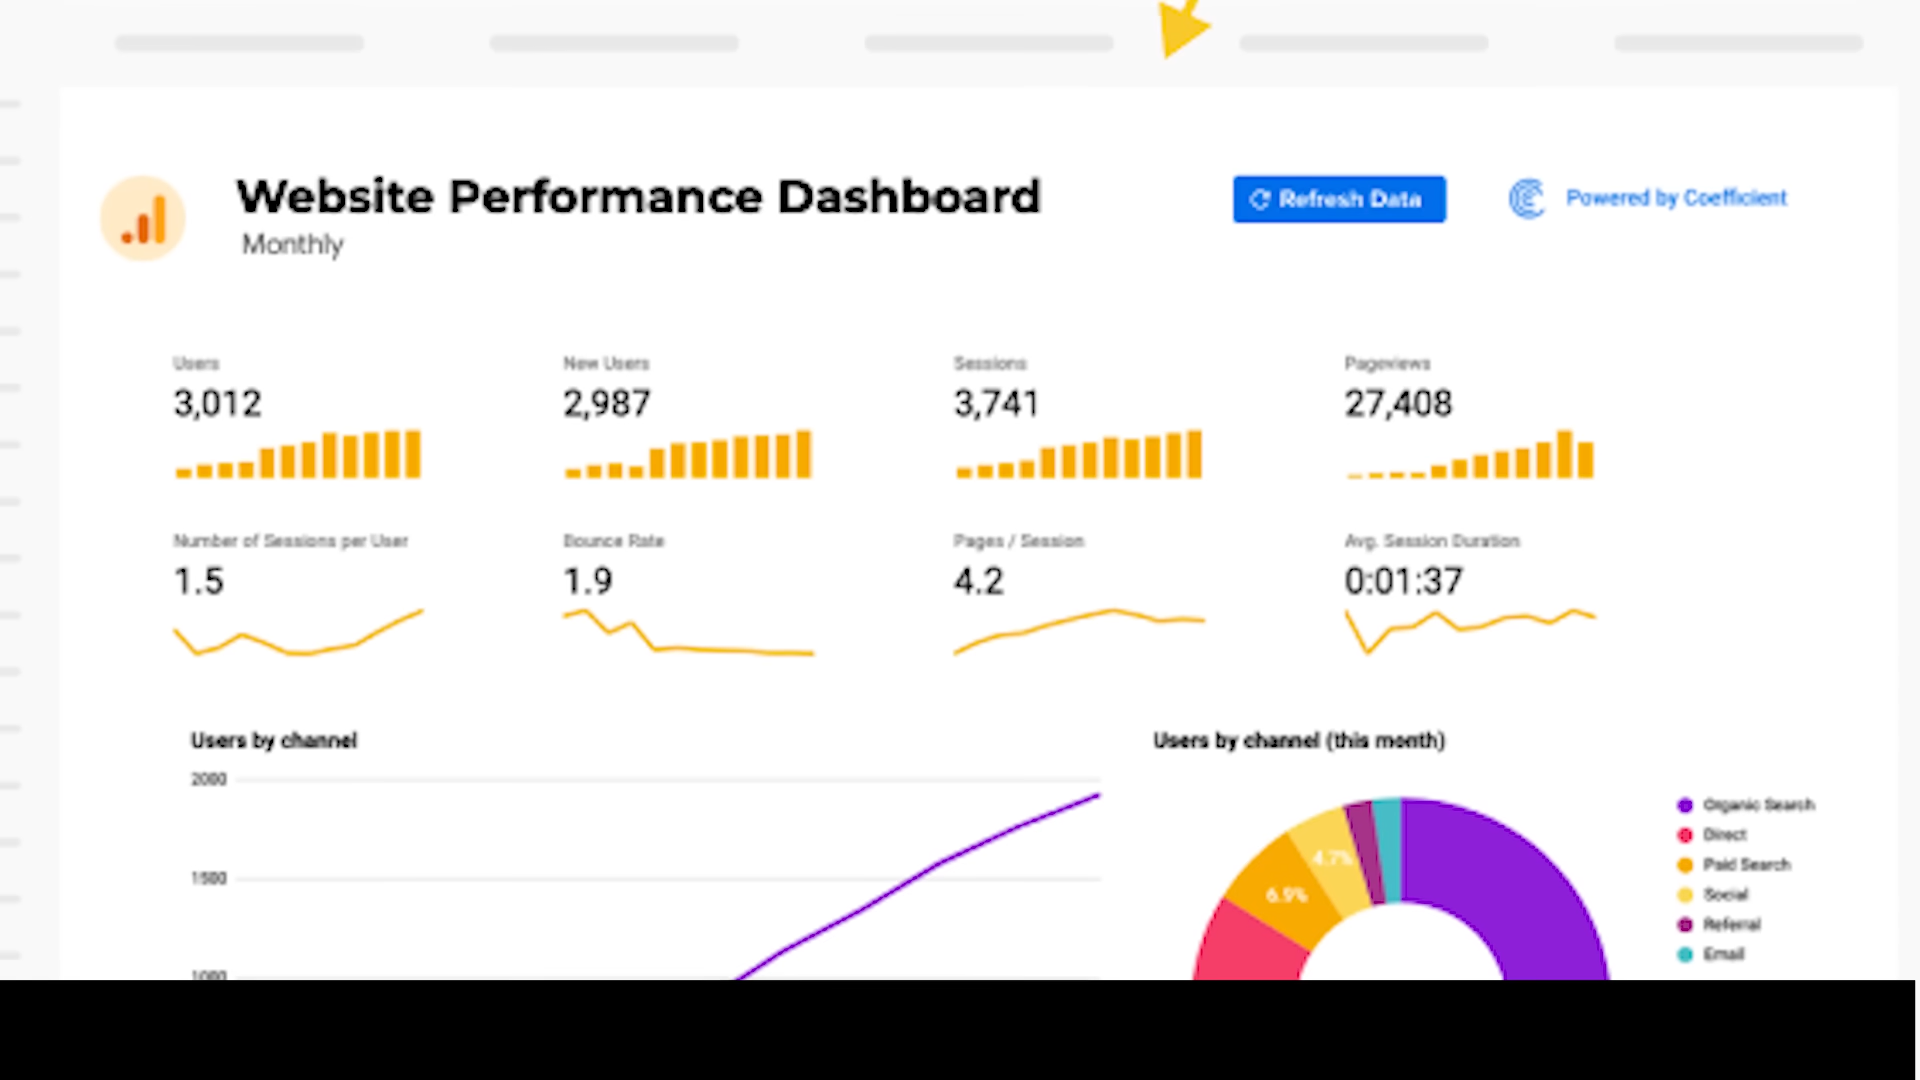 Website Performance Dashboard
Monthly
Refresh Data
Powered by Coefficient
Users
3,012
New Users
2,987
Sessions
3,741
Pageviews
27,408
Number of Sessions per User
1.5
Bounce Rate
1.9
Pages / Session
4.2
Avg. Session Duration
0:01:37
Users by channel
2000
1500
1000
Users by channel (this month)
4.7%
6.9%
Organic Search
Direct
Paid Search
Social
Referral
Email